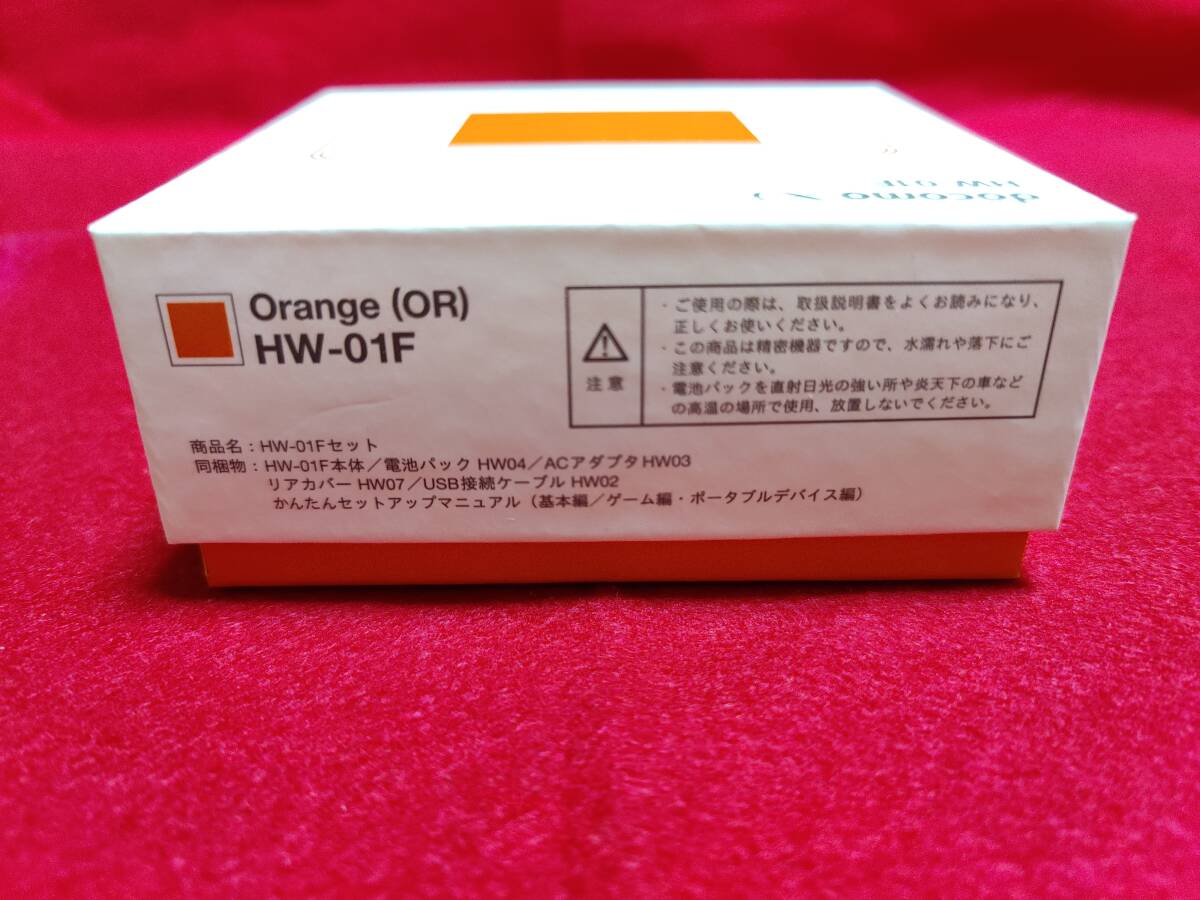 docomo
HW-01F
Orange (OR)
HW-01F
注意
・ご使用の際は、取扱説明書をよくお読みになり、
正しくお使いください。
・この商品は精密機器ですので、水濡れや落下にご
注意ください。
・電池パックを直射日光の強い所や炎天下の車など
の高温の場所で使用、放置しないでください。
商品名：HW-01Fセット
同梱物：HW-01F本体／電池パック HW04／ACアダプタ HW03
リアカバー HW07／USB接続ケーブル HW02
かんたんセットアップマニュアル（基本編／ゲーム編・ポータブルデバイス編）